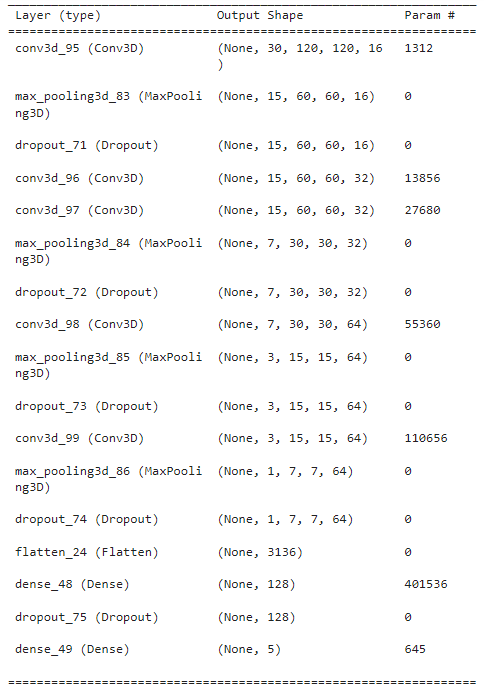 Layer (type) Output Shape Param #
=================================================================
conv3d_95 (Conv3D) (None, 30, 120, 120, 16 1312
)
max_pooling3d_83 (MaxPooli (None, 15, 60, 60, 16) 0
ng3D)
dropout_71 (Dropout) (None, 15, 60, 60, 16) 0
conv3d_96 (Conv3D) (None, 15, 60, 60, 32) 13856
conv3d_97 (Conv3D) (None, 15, 60, 60, 32) 27680
max_pooling3d_84 (MaxPooli (None, 7, 30, 30, 32) 0
ng3D)
dropout_72 (Dropout) (None, 7, 30, 30, 32) 0
conv3d_98 (Conv3D) (None, 7, 30, 30, 64) 55360
max_pooling3d_85 (MaxPooli (None, 3, 15, 15, 64) 0
ng3D)
dropout_73 (Dropout) (None, 3, 15, 15, 64) 0
conv3d_99 (Conv3D) (None, 3, 15, 15, 64) 110656
max_pooling3d_86 (MaxPooli (None, 1, 7, 7, 64) 0
ng3D)
dropout_74 (Dropout) (None, 1, 7, 7, 64) 0
flatten_24 (Flatten) (None, 3136) 0
dense_48 (Dense) (None, 128) 401536
dropout_75 (Dropout) (None, 128) 0
dense_49 (Dense) (None, 5) 645
=================================================================